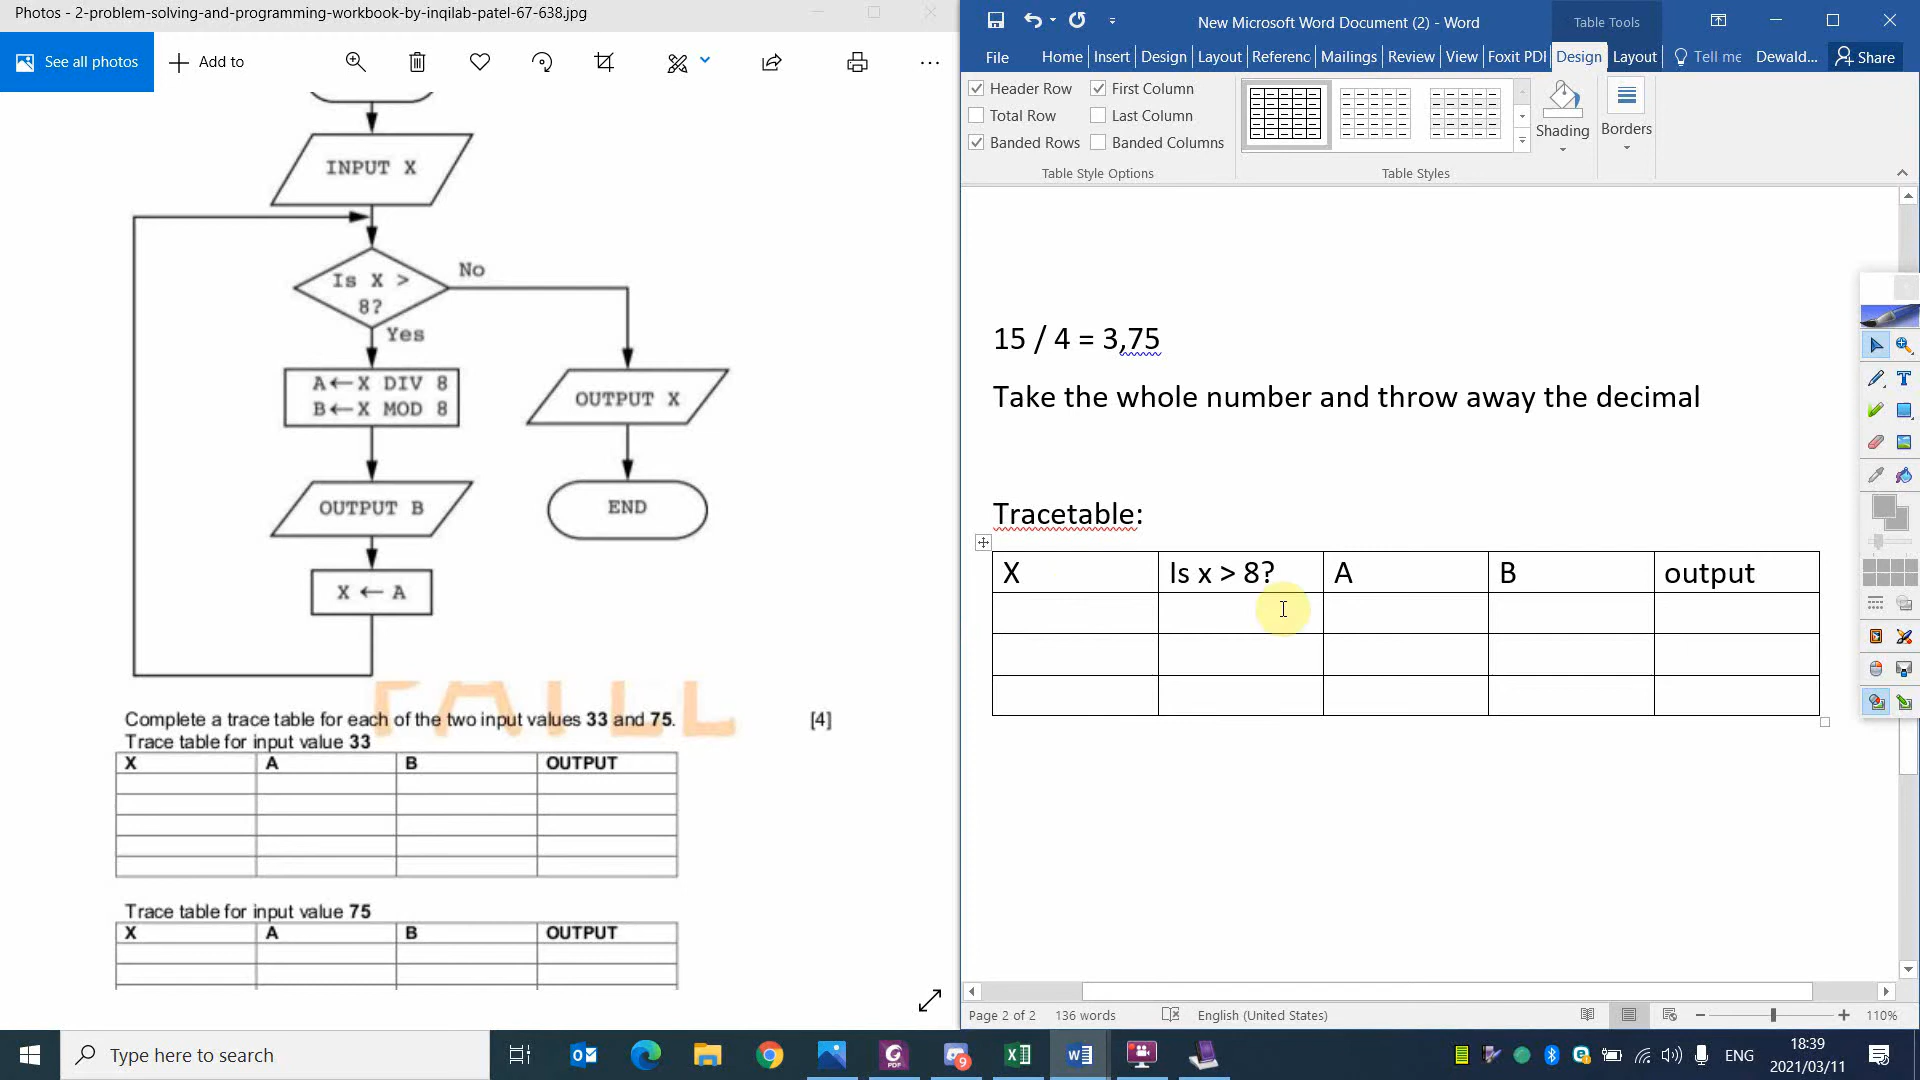 Photos - 2-problem-solving-and-programming-workbook-by-inqilab-patel-67-638.jpg
See all photos
Add to
INPUT X
Is X >
8?
No
Yes
A←X DIV 8
B←X MOD 8
OUTPUT X
OUTPUT B
END
X ← A
Complete a trace table for each of the two input values 33 and 75. [4]
Trace table for input value 33
X A B OUTPUT
Trace table for input value 75
X A B OUTPUT
New Microsoft Word Document (2) - Word
Table Tools
File Home Insert Design Layout Referenc Mailings Review View Foxit PDI Design Layout Tell me Dewald... Share
Header Row First Column
Total Row Last Column
Banded Rows Banded Columns
Shading
Borders
Table Style Options Table Styles
15 / 4 = 3,75
Take the whole number and throw away the decimal
Tracetable:
X Is x > 8? A B output
Page 2 of 2 136 words English (United States) 110%
Type here to search
9
ENG
18:39
2021/03/11